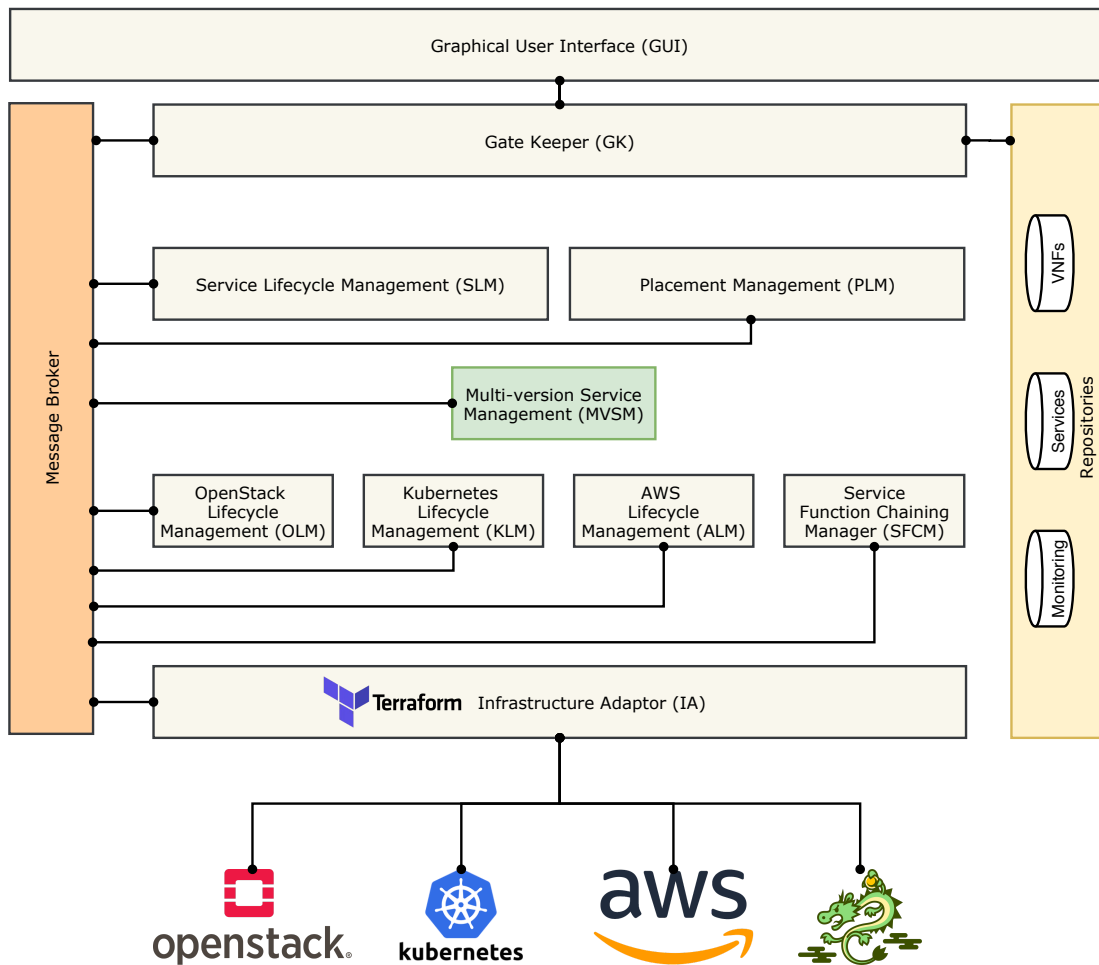 Graphical User Interface (GUI)
Gate Keeper (GK)
Service Lifecycle Management (SLM)
Placement Management (PLM)
Message Broker
Multi-version Service
Management (MVSM)
VNFs
Services
Monitoring
Repositories
OpenStack
Lifecycle
Management (OLM)
Kubernetes
Lifecycle
Management (KLM)
AWS
Lifecycle
Management (ALM)
Service
Function Chaining
Manager (SFCM)
Terraform Infrastructure Adaptor (IA)
openstack.
kubernetes
aws